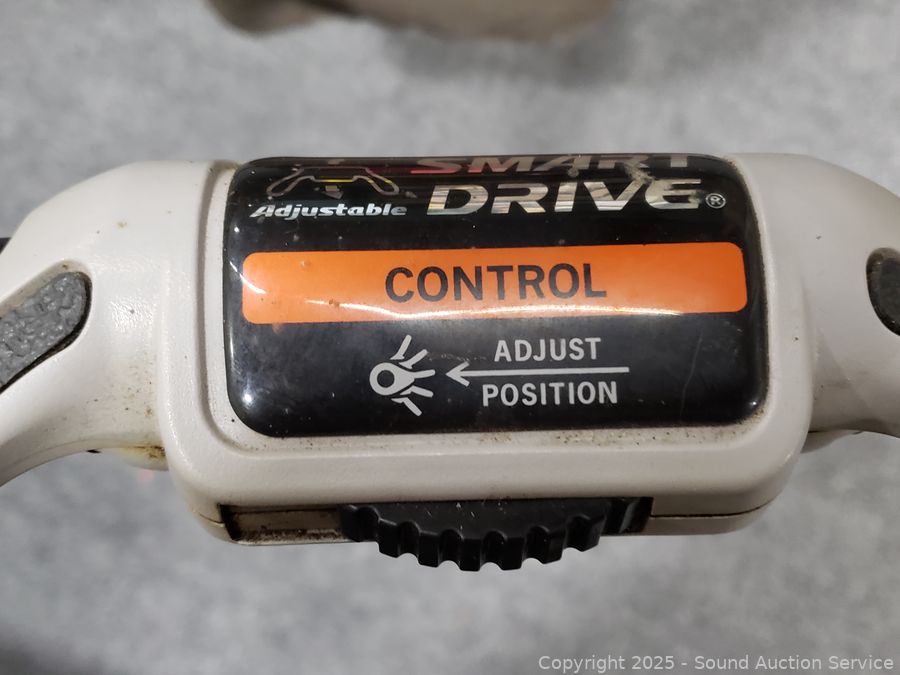 SMART
Adjustable DRIVE®
CONTROL
ADJUST
POSITION
Copyright © 2025 - Sound Auction Service